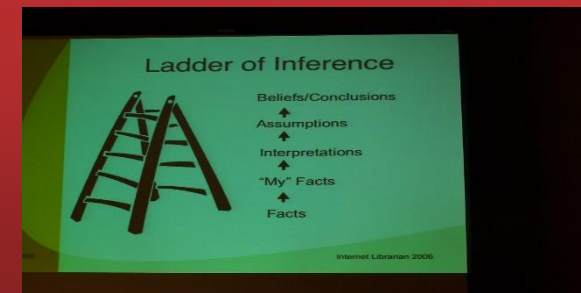 Ladder of Inference
Beliefs/Conclusions
Assumptions
Interpretations
“My” Facts
Facts
Internet Librarian 2006